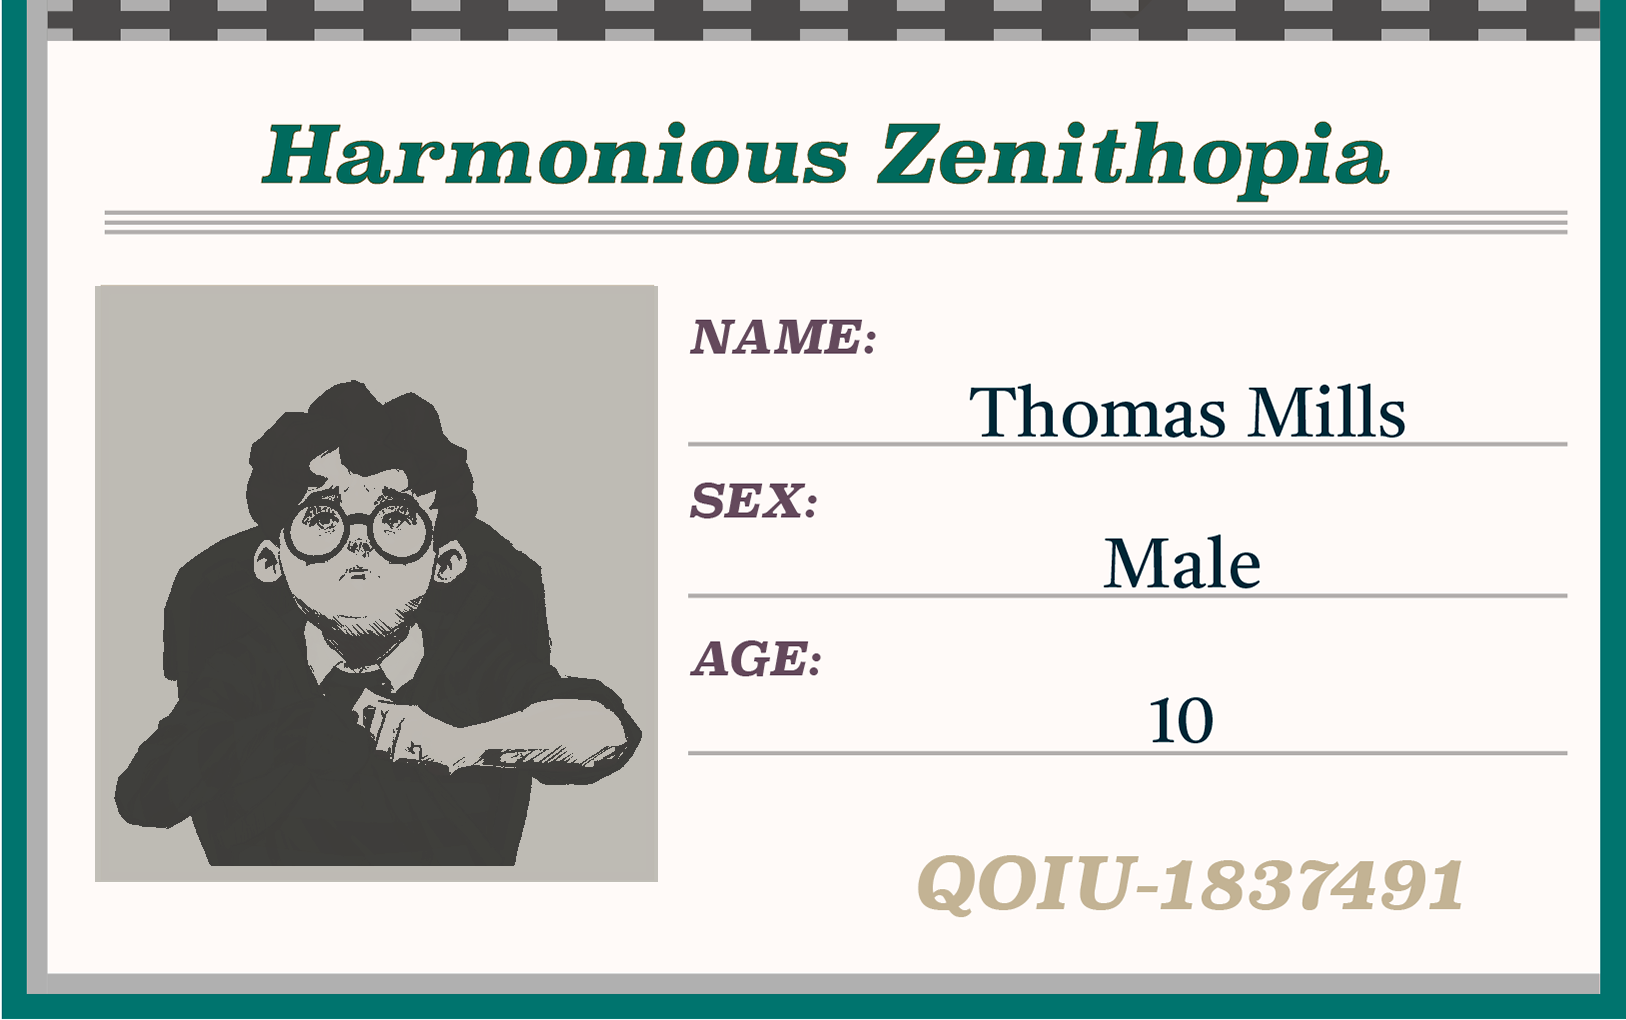 Harmonious Zenithopia
NAME:
Thomas Mills
SEX:
Male
AGE:
10
QOIU-1837491